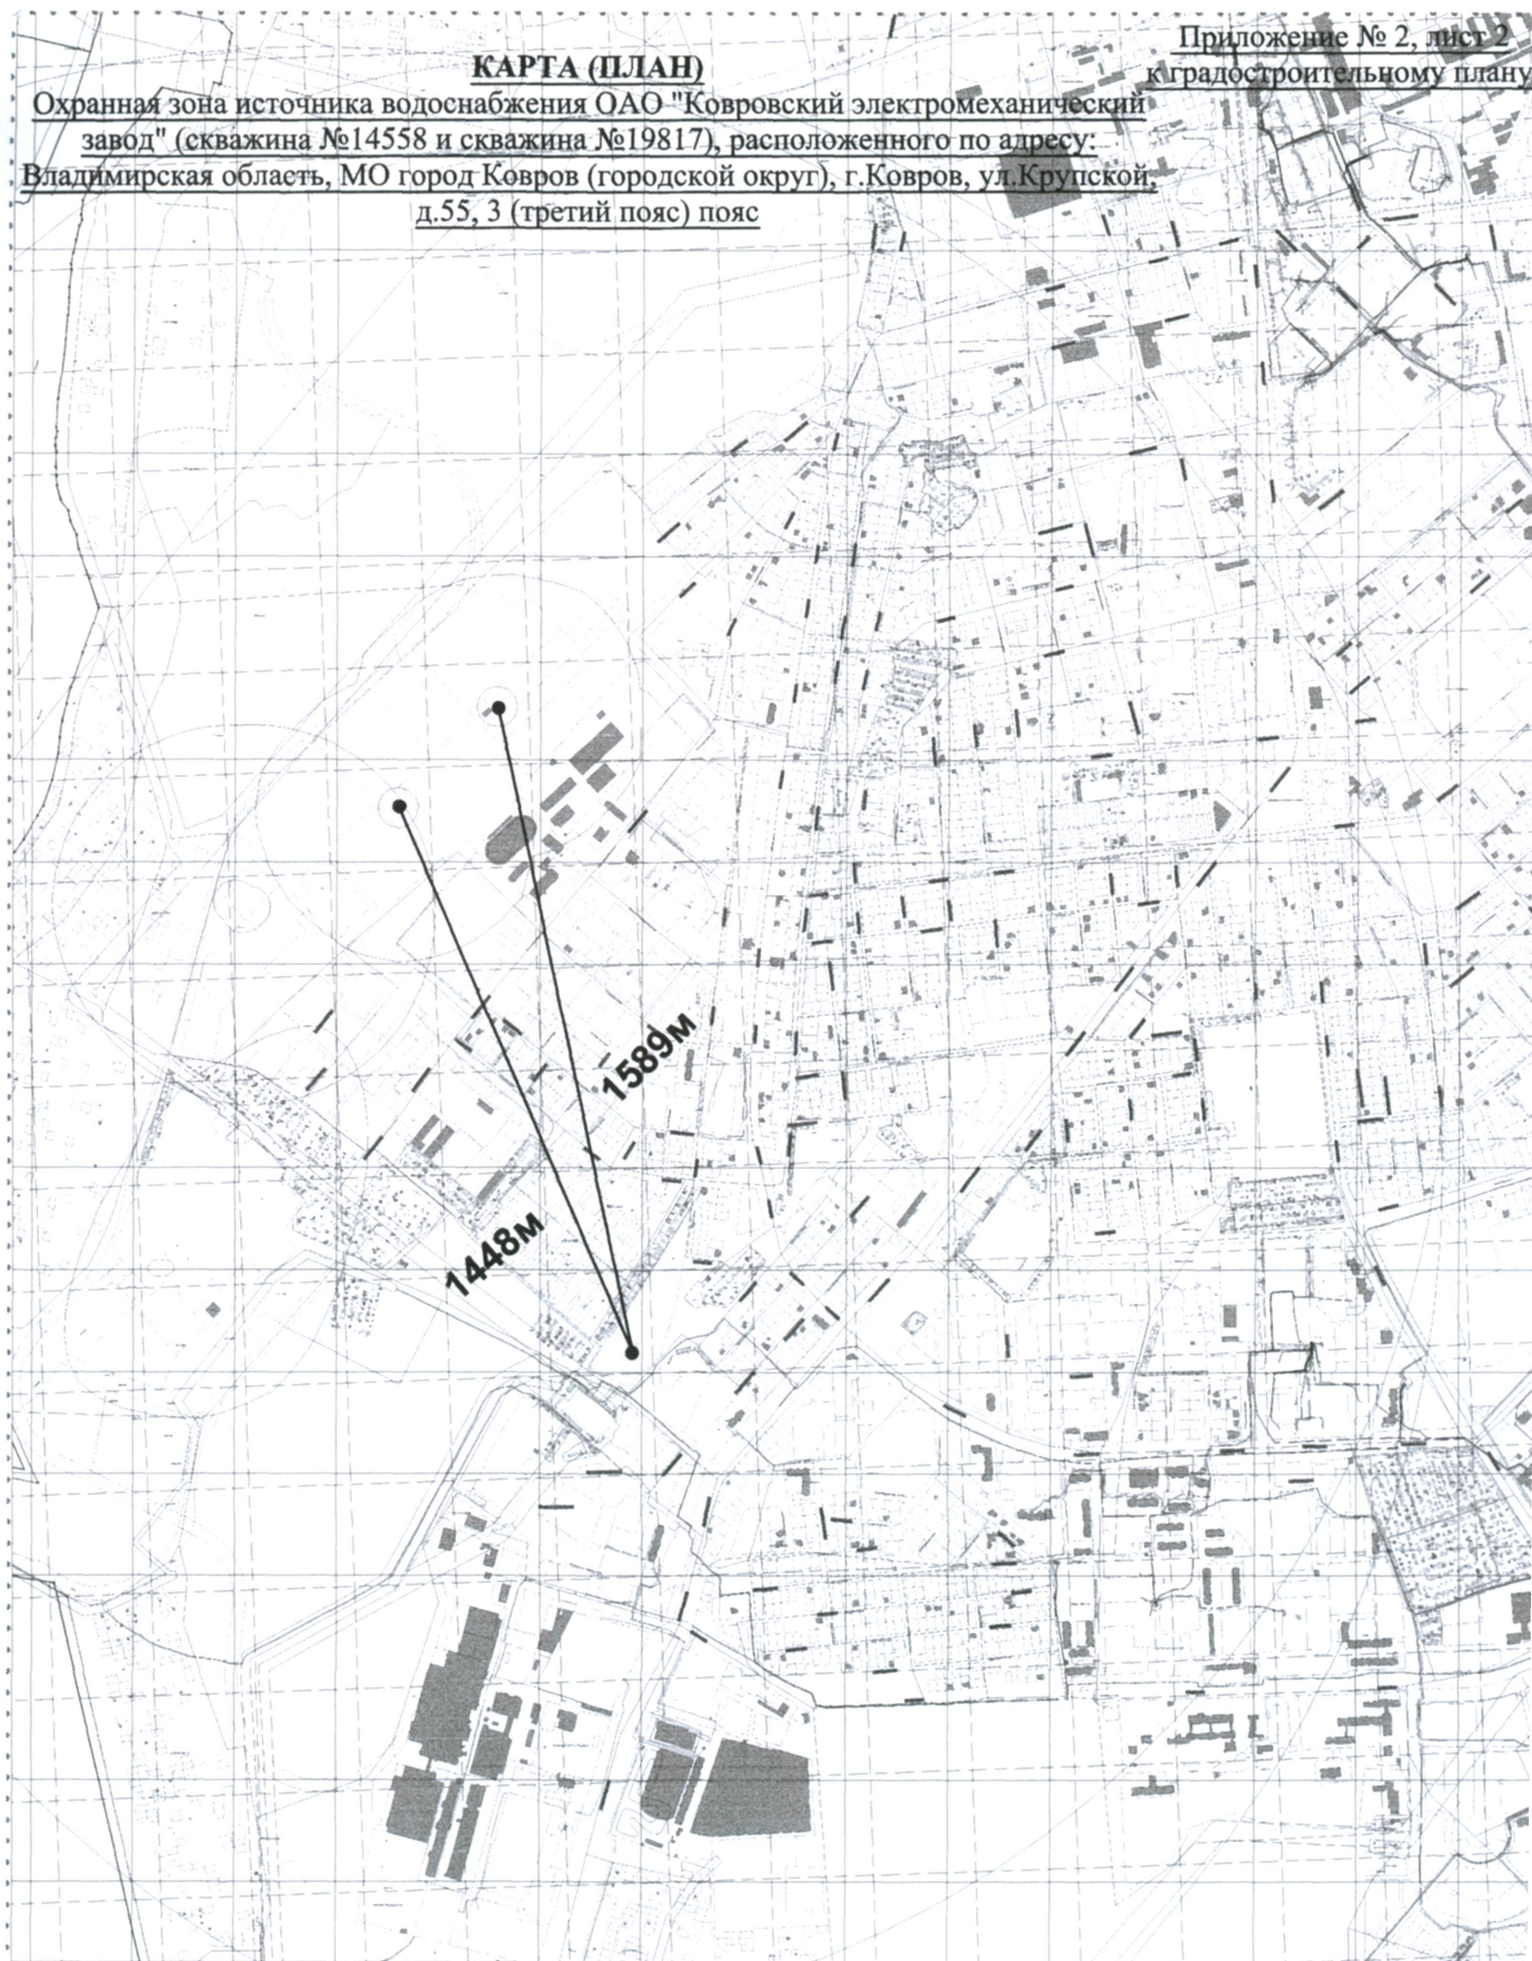 Приложение № 2, лист 2
к градостроительному плану
КАРТА (ПЛАН)
Охранная зона источника водоснабжения ОАО "Ковровский электромеханический
завод" (скважина №14558 и скважина №19817), расположенного по адресу:
Владимирская область, МО город Ковров (городской округ), г.Ковров, ул.Крупской,
д.55, 3 (третий пояс) пояс
1589м
1448м